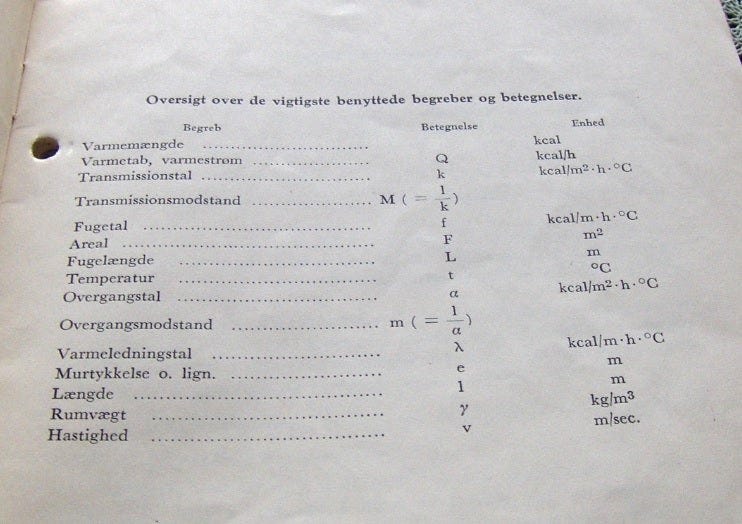 Oversigt over de vigtigste benyttede begreber og betegnelser.
Begreb Betegnelse Enhed
Varmemængde .............................. kcal
Varmetab, varmestrøm .................... Q kcal/h
Transmissionstal .............................. k kcal/m²·h·°C
Transmissionsmodstand .................... M ( = 1/k )
Fugetal ........................................ f kcal/m·h·°C
Areal ............................................ F m²
Fugelængde .................................... L m
Temperatur .................................... t °C
Overgangstal .................................. α kcal/m²·h·°C
Overgangsmodstand ........................ m ( = 1/α )
Varmeledningstal ............................ λ kcal/m·h·°C
Murtykkelse o. lign. ........................ e m
Længde .......................................... l m
Rumvægt ........................................ γ kg/m³
Hastighed ...................................... v m/sec.